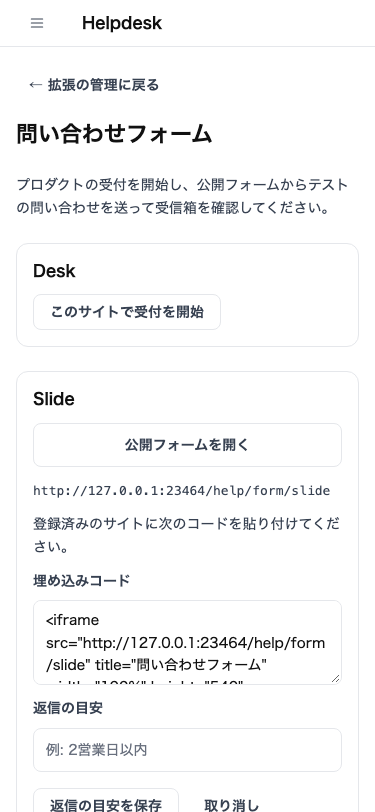 Helpdesk
← 拡張の管理に戻る
問い合わせフォーム
プロダクトの受付を開始し、公開フォームからテスト
の問い合わせを送って受信箱を確認してください。
Desk
このサイトで受付を開始
Slide
公開フォームを開く
http://127.0.0.1:23464/help/form/slide
登録済みのサイトに次のコードを貼り付けてくだ
さい。
埋め込みコード
<iframe
src="http://127.0.0.1:23464/help/form
/slide" title="問い合わせフォーム"
width="100%" height="540"
返信の目安
例: 2営業日以内
返信の目安を保存
取り消し